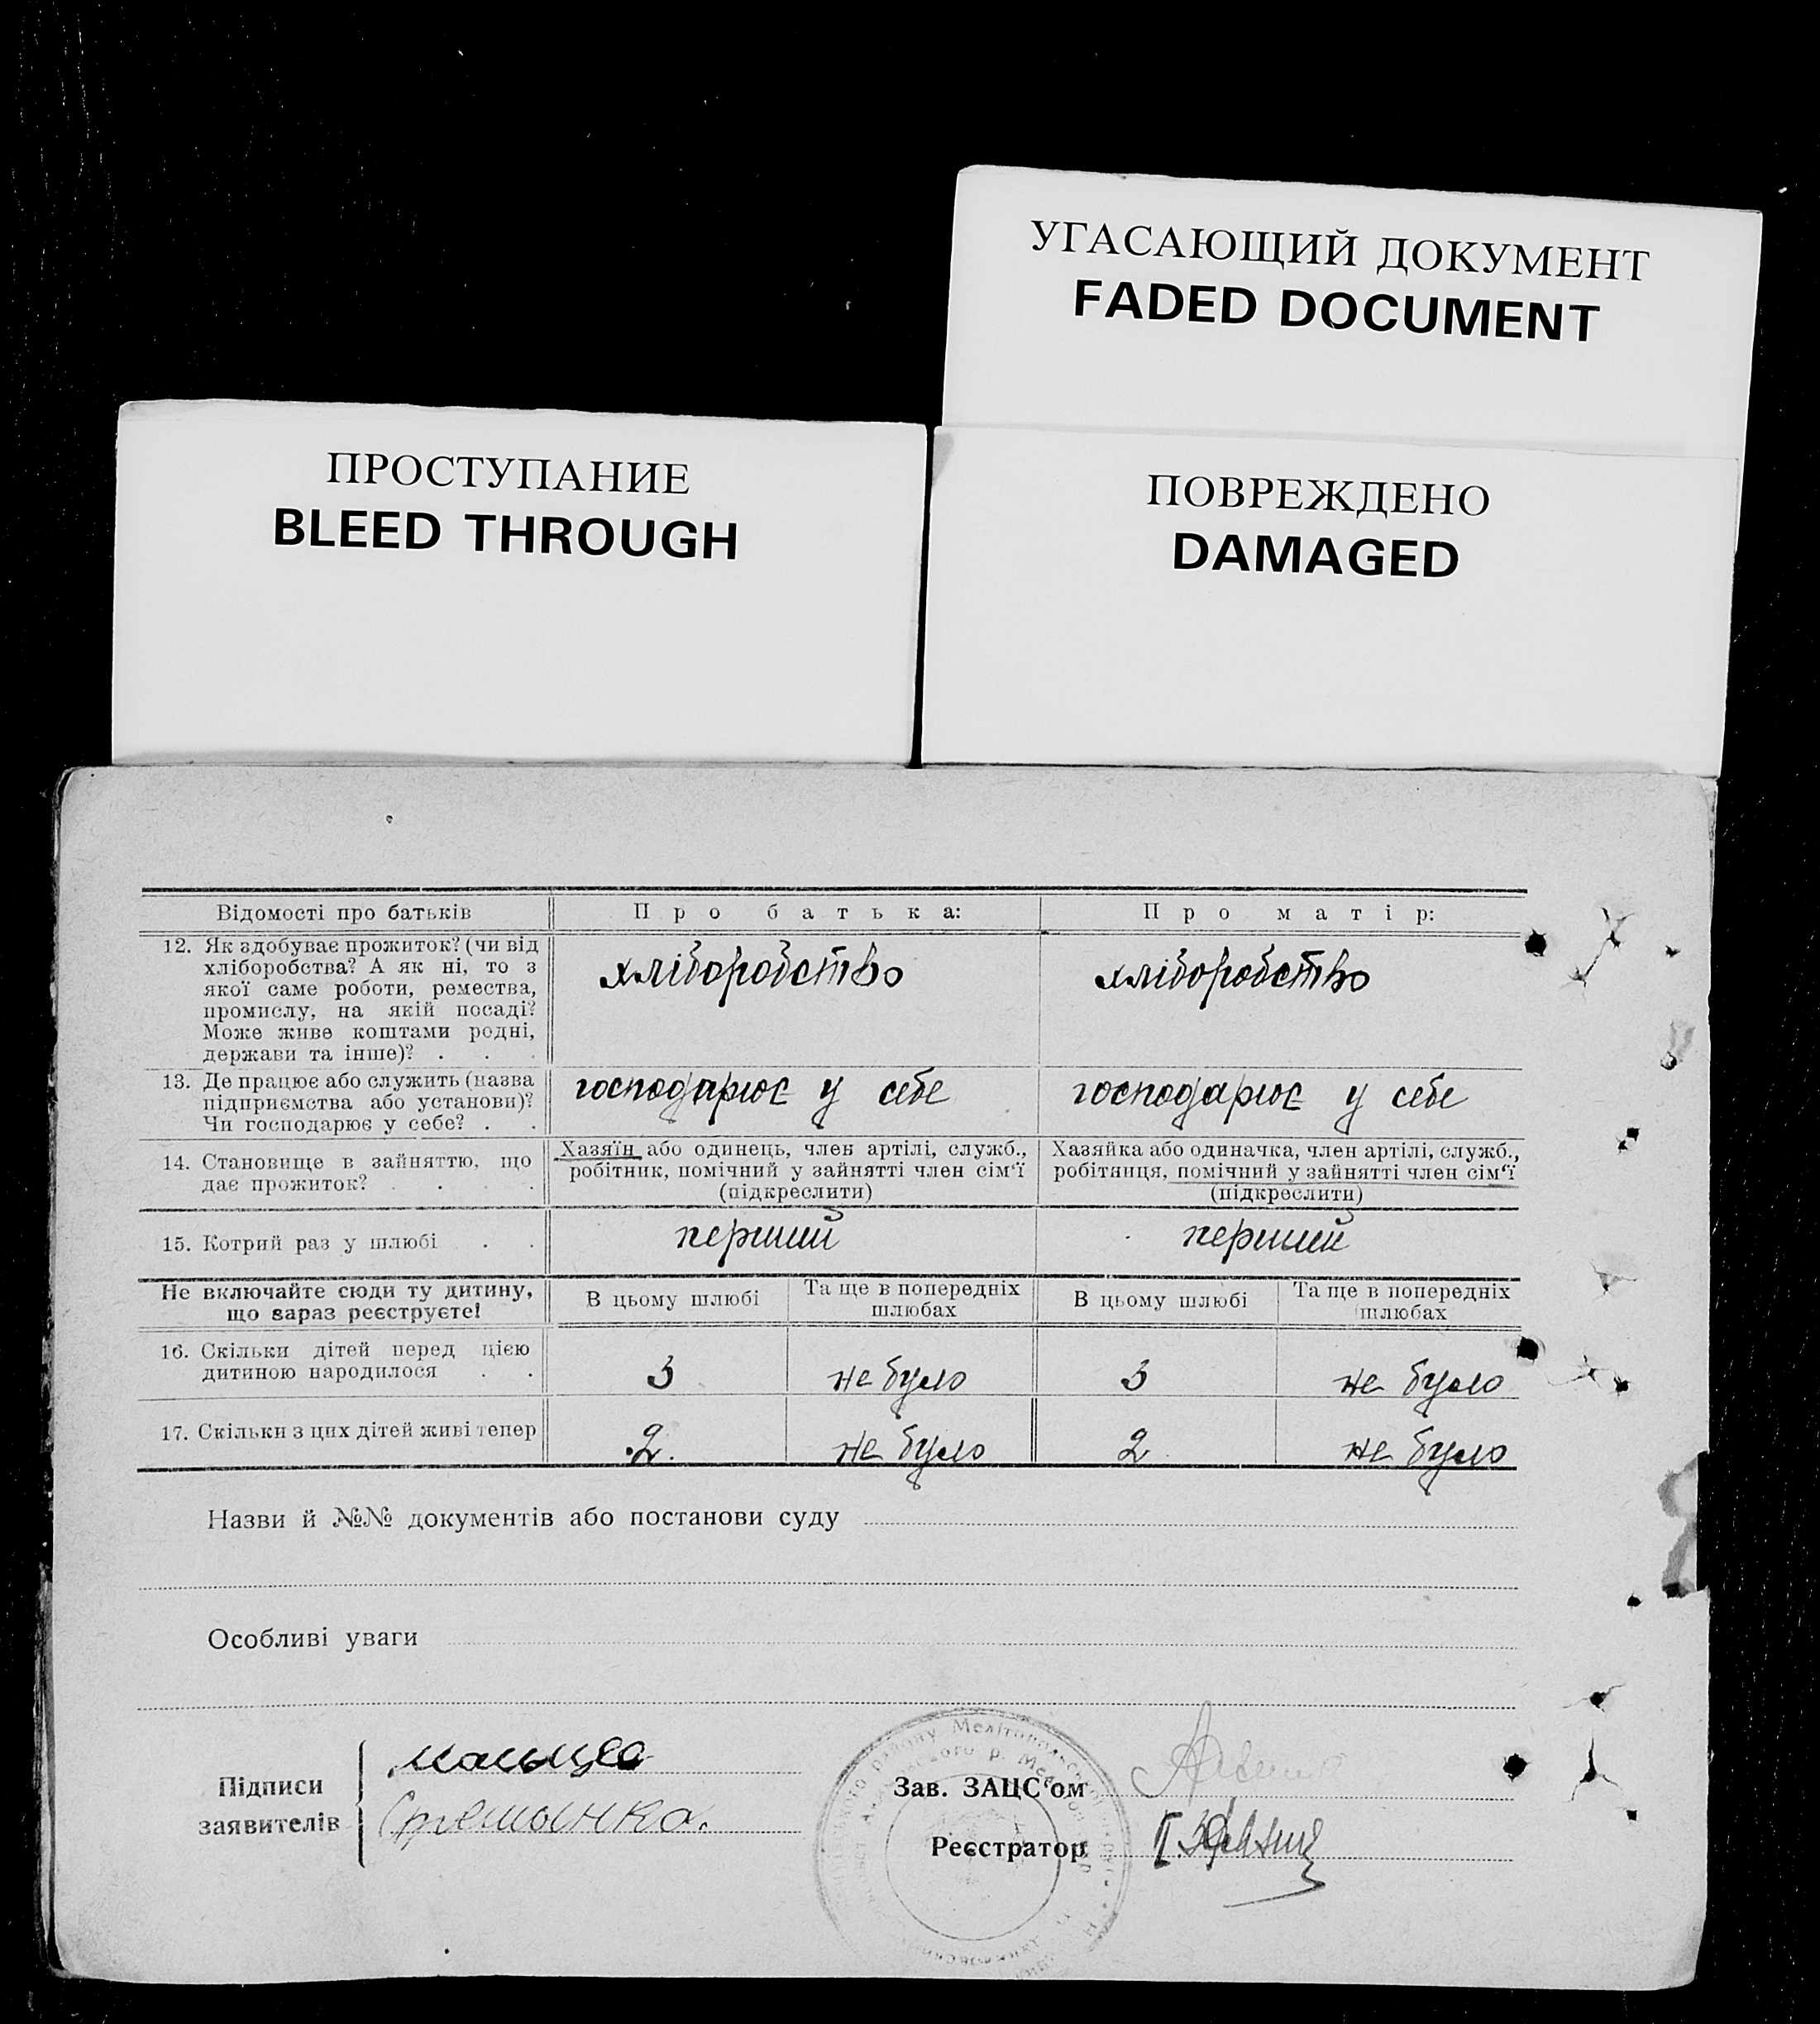 УГАСАЮЩИЙ ДОКУМЕНТ
FADED DOCUMENT
ПРОСТУПАНИЕ
BLEED THROUGH
ПОВРЕЖДЕНО
DAMAGED
Відомості про батьків
Про батька:
Про матір:
12. Як здобуває прожиток? (чи від
хліборобства? А як ні, то з
якої саме роботи, ремества,
промислу, на якій посаді?
Може живе коштами родні,
держави та інше)? . . .
хліборобство
хліборобство
13. Де працює або служить (назва
підприємства або установи)?
Чи господарює у себе? . .
господарює у себе
господарює у себе
14. Становище в зайняттю, що
дає прожиток? . . . .
Хазяїн або одинець, член артілі, служб.,
робітник, помічний у зайнятті член сім'ї
(підкреслити)
Хазяйка або одиначка, член артілі, служб.,
робітниця, помічний у зайнятті член сім'ї
(підкреслити)
15. Котрий раз у шлюбі . .
перший
перший
Не включайте сюди ту дитину,
що зараз реєструєте!
В цьому шлюбі
Та ще в попередніх
шлюбах
В цьому шлюбі
Та ще в попередніх
шлюбах
16. Скільки дітей перед цією
дитиною народилося . .
3
не було
3
не було
17. Скільки з цих дітей живі тепер
2.
не було
2
не було
Назви й №№ документів або постанови суду
Особливі уваги
Підписи
заявителів
Зав. ЗАЦС'ом
Реєстратор